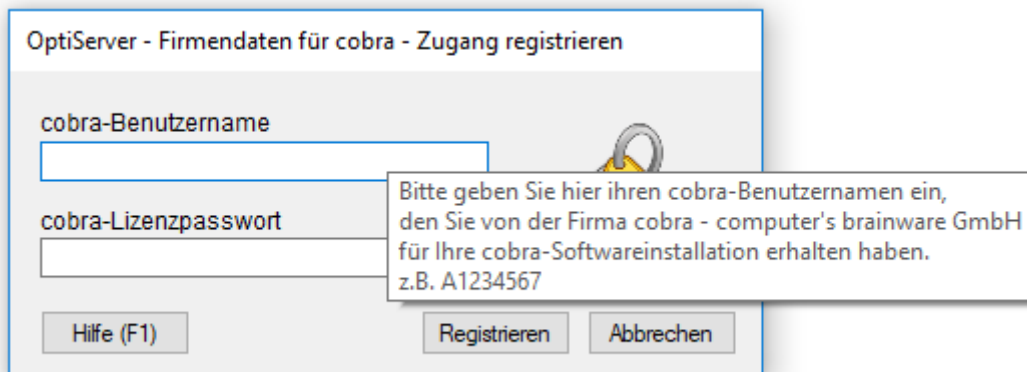 OptiServer - Firmendaten für cobra - Zugang registrieren
cobra-Benutzername
Bitte geben Sie hier ihren cobra-Benutzernamen ein,
den Sie von der Firma cobra - computer's brainware GmbH
für Ihre cobra-Softwareinstallation erhalten haben.
z.B. A1234567
cobra-Lizenzpasswort
Hilfe (F1)
Registrieren
Abbrechen